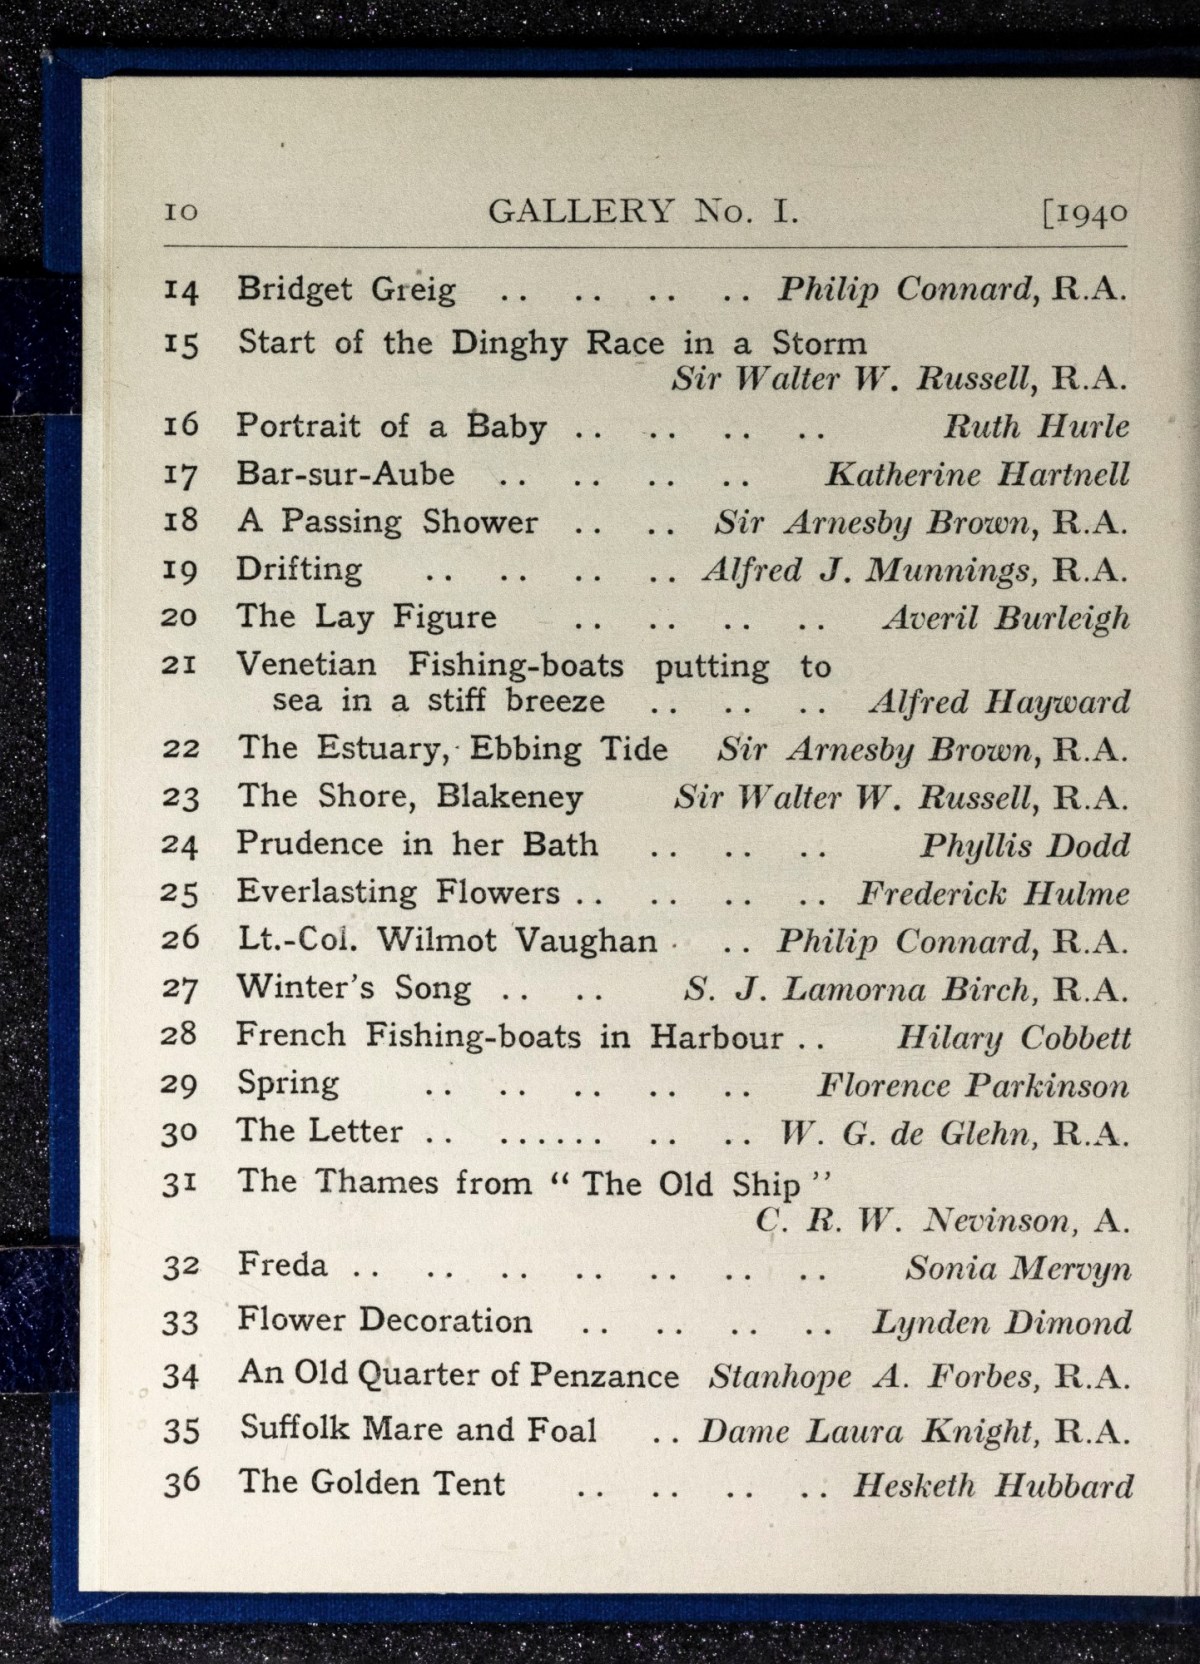 10 GALLERY No. I. [1940
14 Bridget Greig .. .. .. .. Philip Connard, R.A.
15 Start of the Dinghy Race in a Storm
Sir Walter W. Russell, R.A.
16 Portrait of a Baby .. .. .. .. Ruth Hurle
17 Bar-sur-Aube .. .. .. .. Katherine Hartnell
18 A Passing Shower .. .. Sir Arnesby Brown, R.A.
19 Drifting .. .. .. .. Alfred J. Munnings, R.A.
20 The Lay Figure .. .. .. .. Averil Burleigh
21 Venetian Fishing-boats putting to
sea in a stiff breeze .. .. .. Alfred Hayward
22 The Estuary, Ebbing Tide Sir Arnesby Brown, R.A.
23 The Shore, Blakeney Sir Walter W. Russell, R.A.
24 Prudence in her Bath .. .. .. Phyllis Dodd
25 Everlasting Flowers .. .. .. .. Frederick Hulme
26 Lt.-Col. Wilmot Vaughan .. Philip Connard, R.A.
27 Winter's Song .. .. S. J. Lamorna Birch, R.A.
28 French Fishing-boats in Harbour .. Hilary Cobbett
29 Spring .. .. .. .. .. Florence Parkinson
30 The Letter .. ...... .. .. W. G. de Glehn, R.A.
31 The Thames from “ The Old Ship ”
C. R. W. Nevinson, A.
32 Freda .. .. .. .. .. .. .. Sonia Mervyn
33 Flower Decoration .. .. .. .. Lynden Dimond
34 An Old Quarter of Penzance Stanhope A. Forbes, R.A.
35 Suffolk Mare and Foal .. Dame Laura Knight, R.A.
36 The Golden Tent .. .. .. .. Hesketh Hubbard